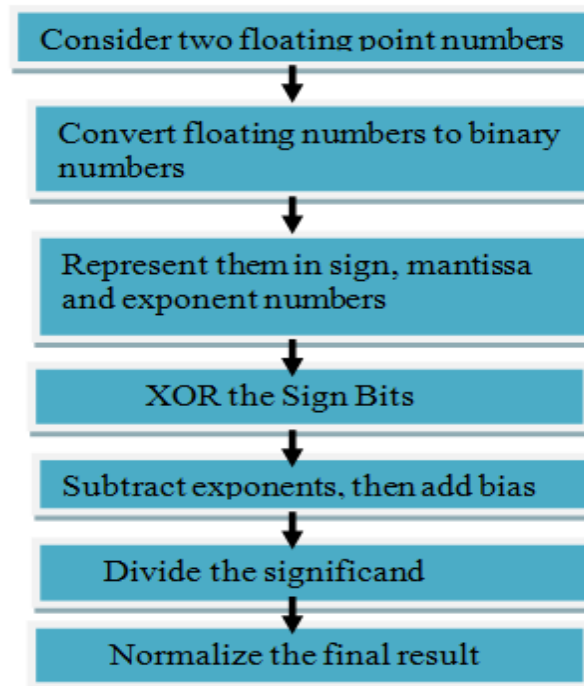 Consider two floating point numbers
Convert floating numbers to binary
numbers
Represent them in sign, mantissa
and exponent numbers
XOR the Sign Bits
Subtract exponents, then add bias
Divide the significand
Normalize the final result